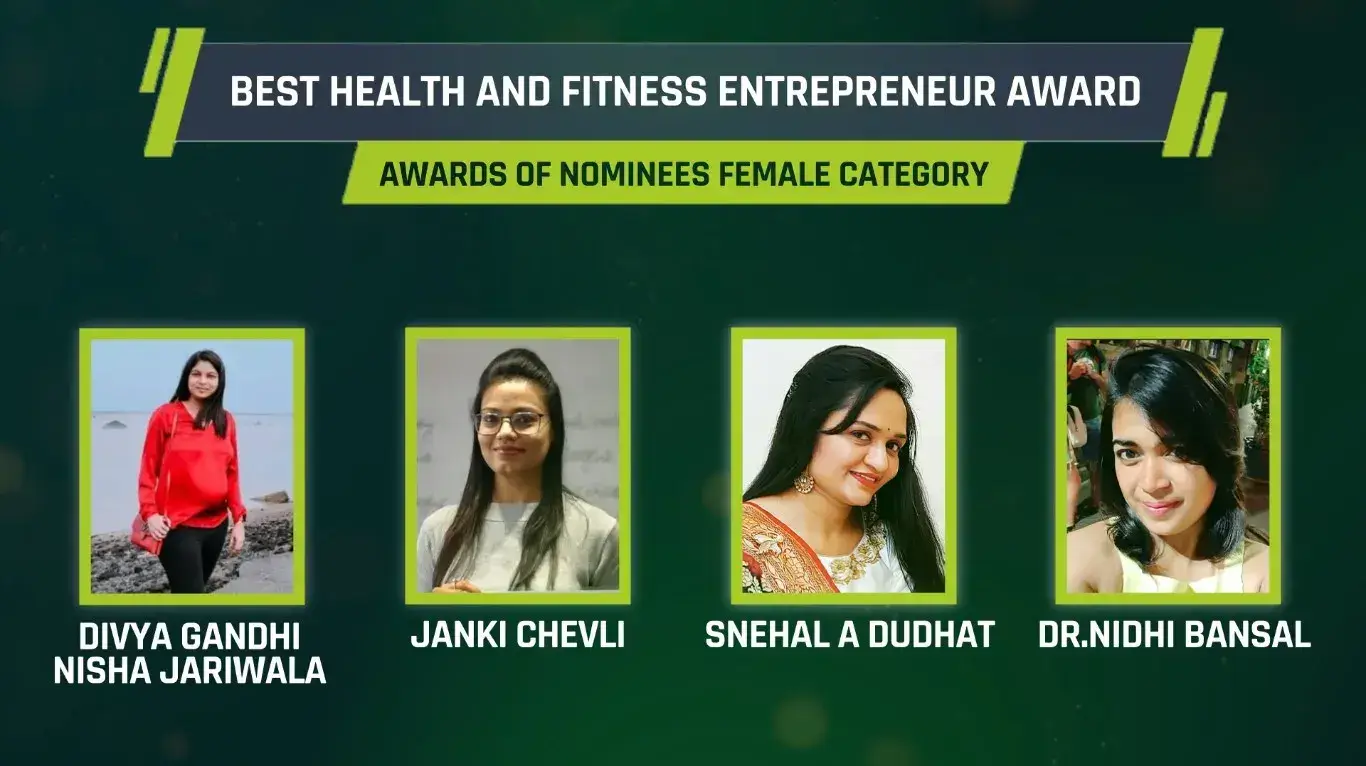 BEST HEALTH AND FITNESS ENTREPRENEUR AWARD
AWARDS OF NOMINEES FEMALE CATEGORY
DIVYA GANDHI
NISHA JARIWALA
JANKI CHEVLI
SNEHAL A DUDHAT
DR.NIDHI BANSAL